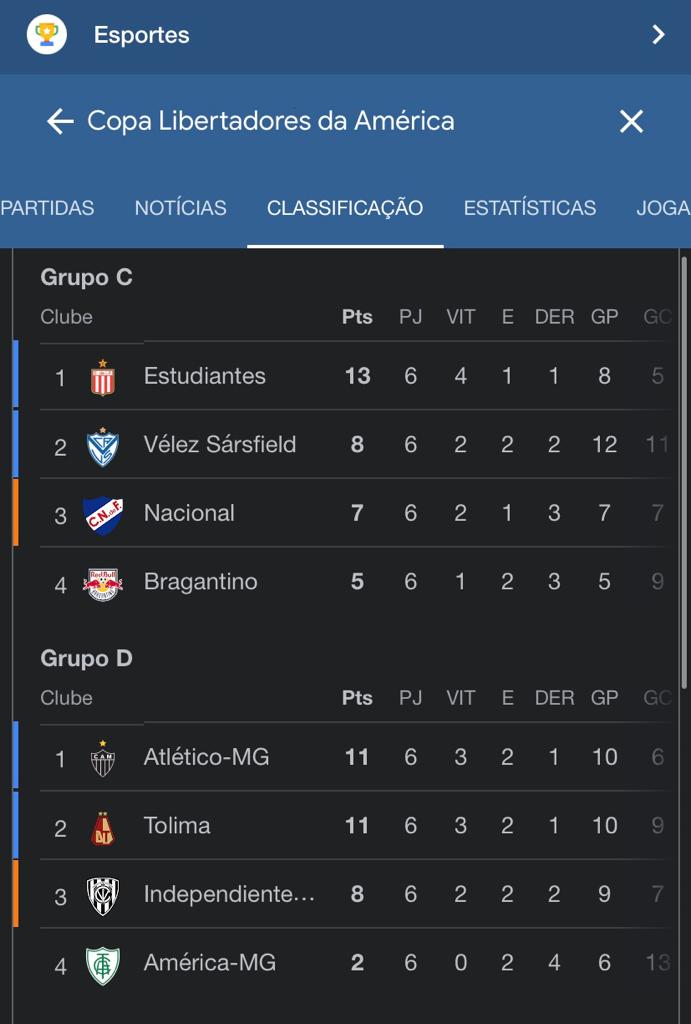 Esportes
Copa Libertadores da América
PARTIDAS NOTÍCIAS CLASSIFICAÇÃO ESTATÍSTICAS JOGA
Grupo C
Clube Pts PJ VIT E DER GP GC
1 Estudiantes 13 6 4 1 1 8 5
2 Vélez Sársfield 8 6 2 2 2 12 11
3 C.N.deF. Nacional 7 6 2 1 3 7 7
4 RedBull Bragantino 5 6 1 2 3 5 9
Grupo D
Clube Pts PJ VIT E DER GP GC
1 CAM Atlético-MG 11 6 3 2 1 10 6
2 Tolima 11 6 3 2 1 10 9
3 Independiente... 8 6 2 2 2 9 7
4 América-MG 2 6 0 2 4 6 13